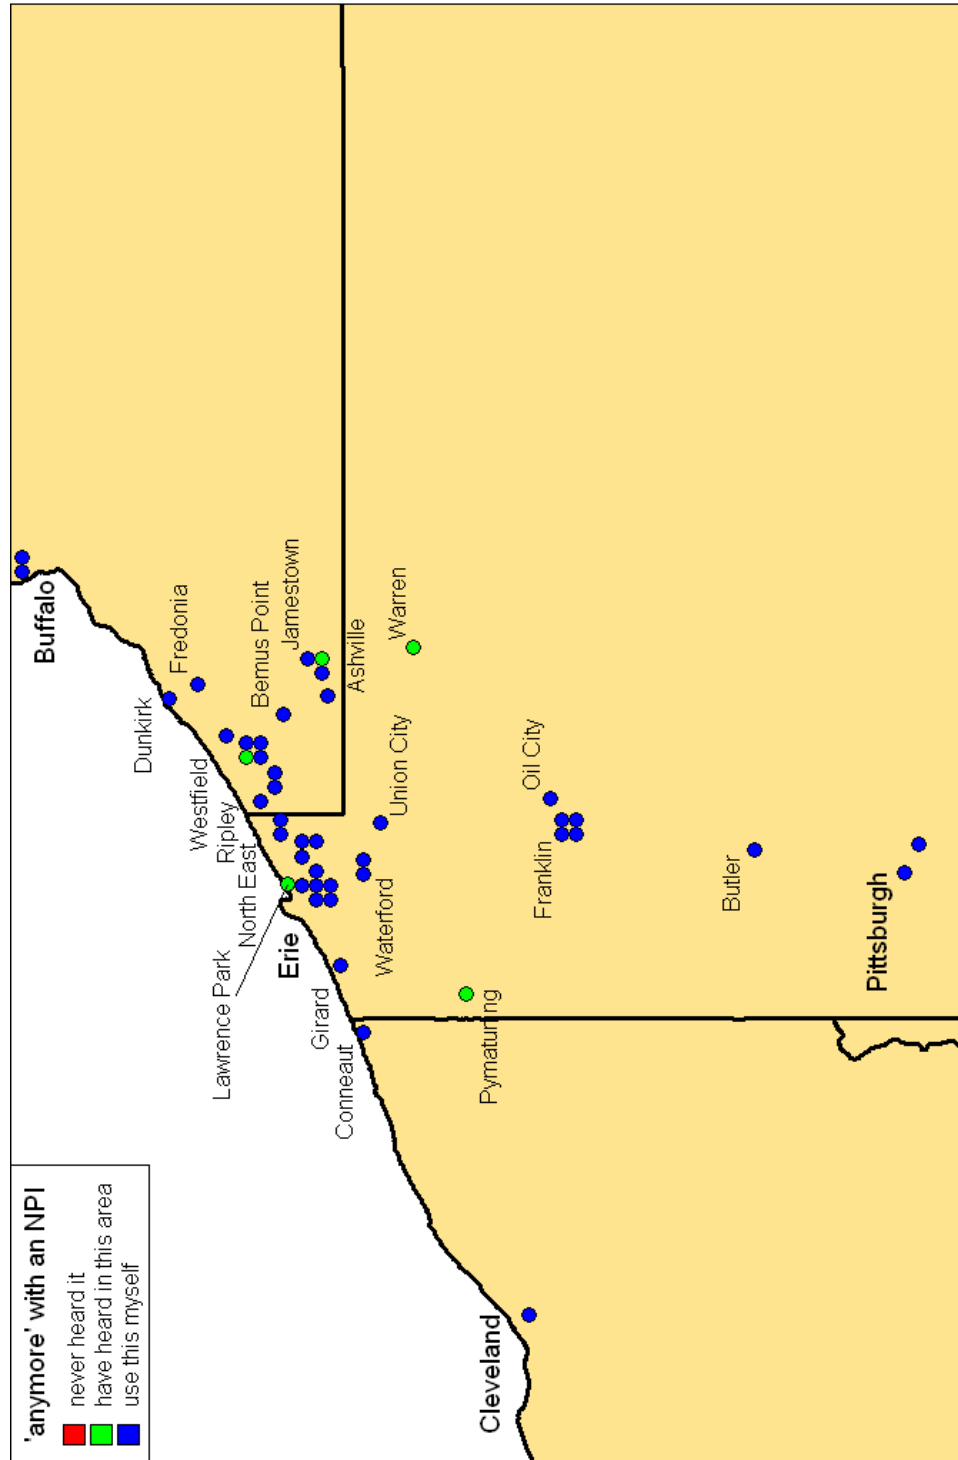 'anymore' with an NPI
never heard it
have heard in this area
use this myself
Buffalo
Dunkirk
Fredonia
Westfield
Bemus Point
Ripley
Jamestown
North East
Lawrence Park
Erie
Ashville
Girard
Warren
Conneaut
Waterford
Union City
Pymatuning
Cleveland
Oil City
Franklin
Butler
Pittsburgh